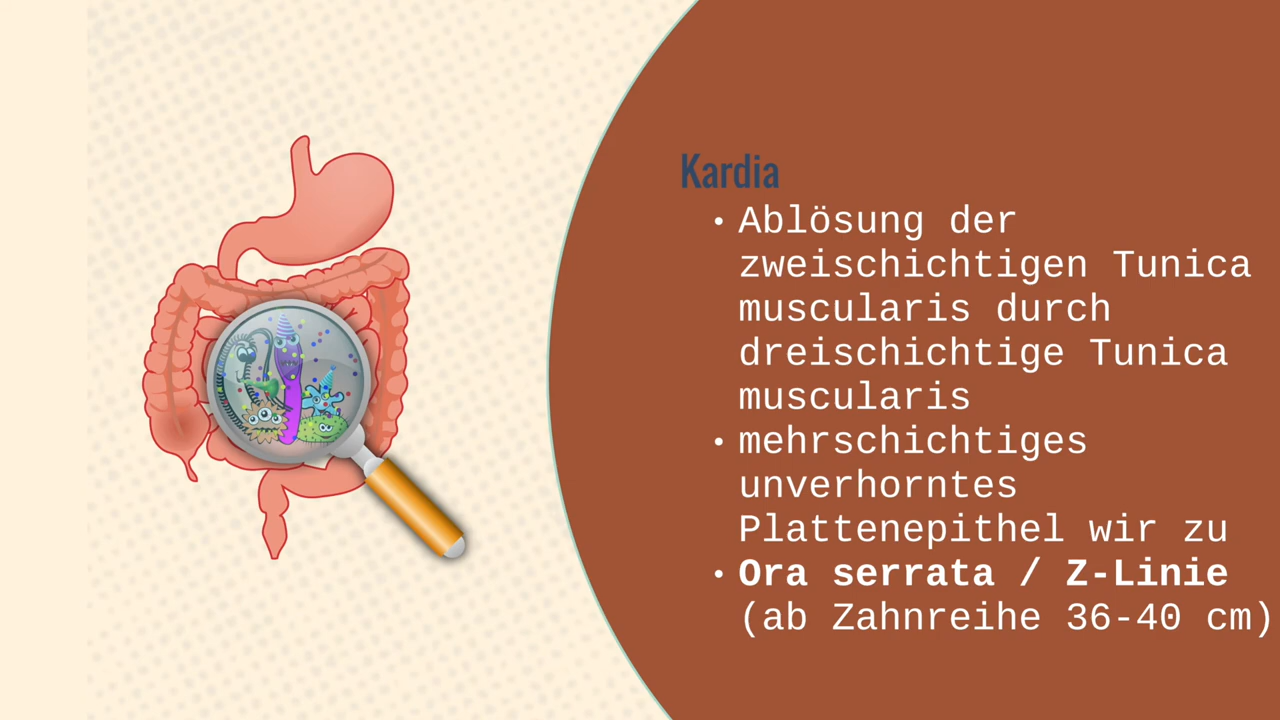 Kardia
• Ablösung der
zweischichtigen Tunica
muscularis durch
dreischichtige Tunica
muscularis
• mehrschichtiges
unverhorntes
Plattenepithel wir zu
• Ora serrata / Z-Linie
(ab Zahnreihe 36-40 cm)